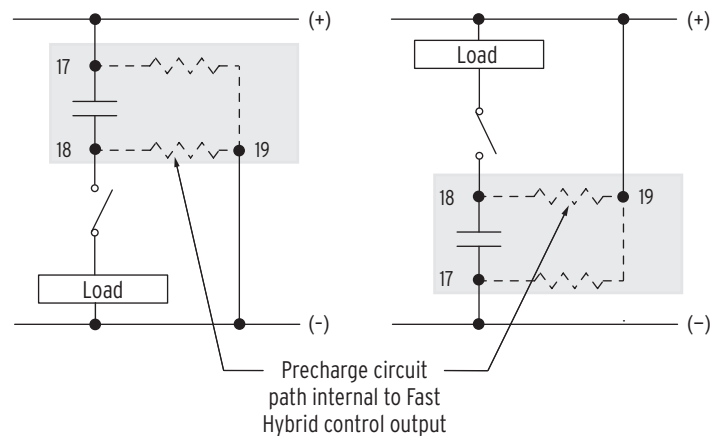 (+)
17
18
19
Load
(–)
(+)
Load
18
19
17
(–)
Precharge circuit
path internal to Fast
Hybrid control output